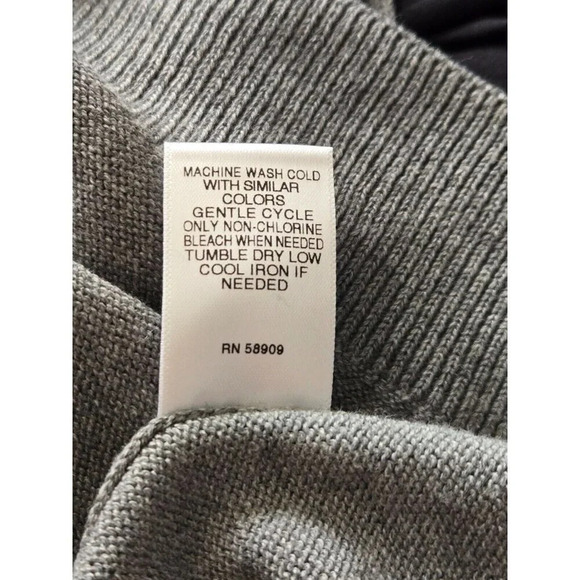 MACHINE WASH COLD
WITH SIMILAR
COLORS
GENTLE CYCLE
ONLY NON-CHLORINE
BLEACH WHEN NEEDED
TUMBLE DRY LOW
COOL IRON IF
NEEDED
RN 58909